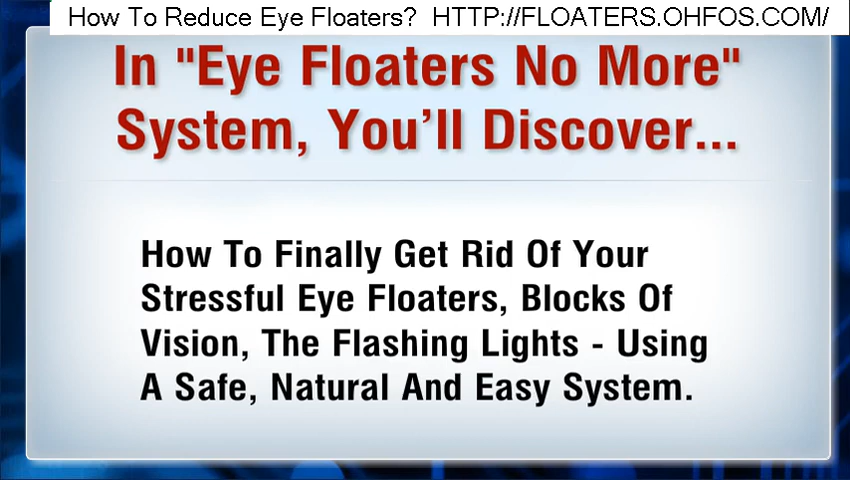 How To Reduce Eye Floaters?  HTTP://FLOATERS.OHFOS.COM/
In "Eye Floaters No More"
System, You’ll Discover...
How To Finally Get Rid Of Your
Stressful Eye Floaters, Blocks Of
Vision, The Flashing Lights - Using
A Safe, Natural And Easy System.